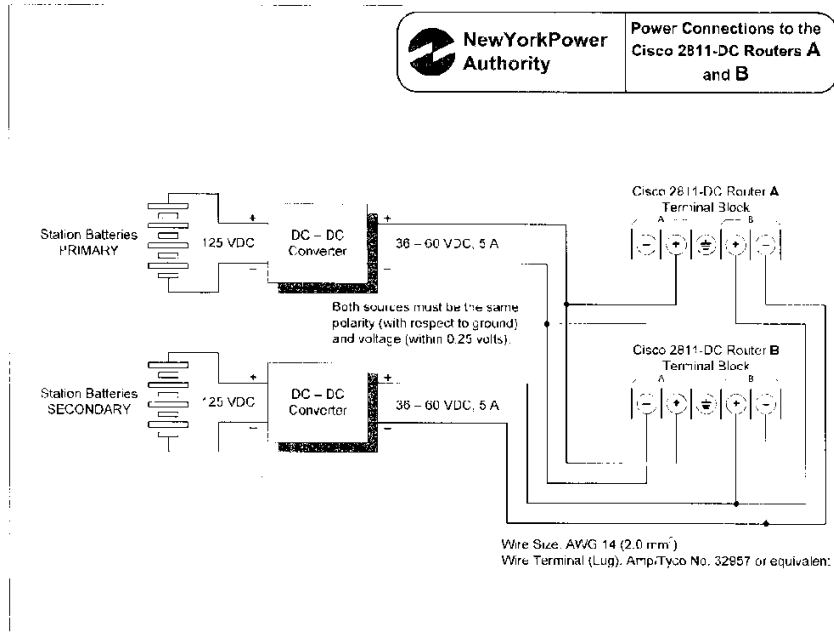 NewYorkPower
Authority
Power Connections to the
Cisco 2811-DC Routers A
and B
Cisco 2811-DC Router A
Terminal Block
A
B
Station Batteries
PRIMARY
125 VDC
+
−
DC – DC
Converter
+
−
36 – 60 VDC, 5 A
− + + −
Both sources must be the same
polarity (with respect to ground)
and voltage (within 0.25 volts).
Cisco 2811-DC Router B
Terminal Block
A
B
Station Batteries
SECONDARY
125 VDC
+
−
DC – DC
Converter
+
−
36 – 60 VDC, 5 A
− + + −
Wire Size. AWG 14 (2.0 mm²)
Wire Terminal (Lug). Amp/Tyco No. 32957 or equivalent